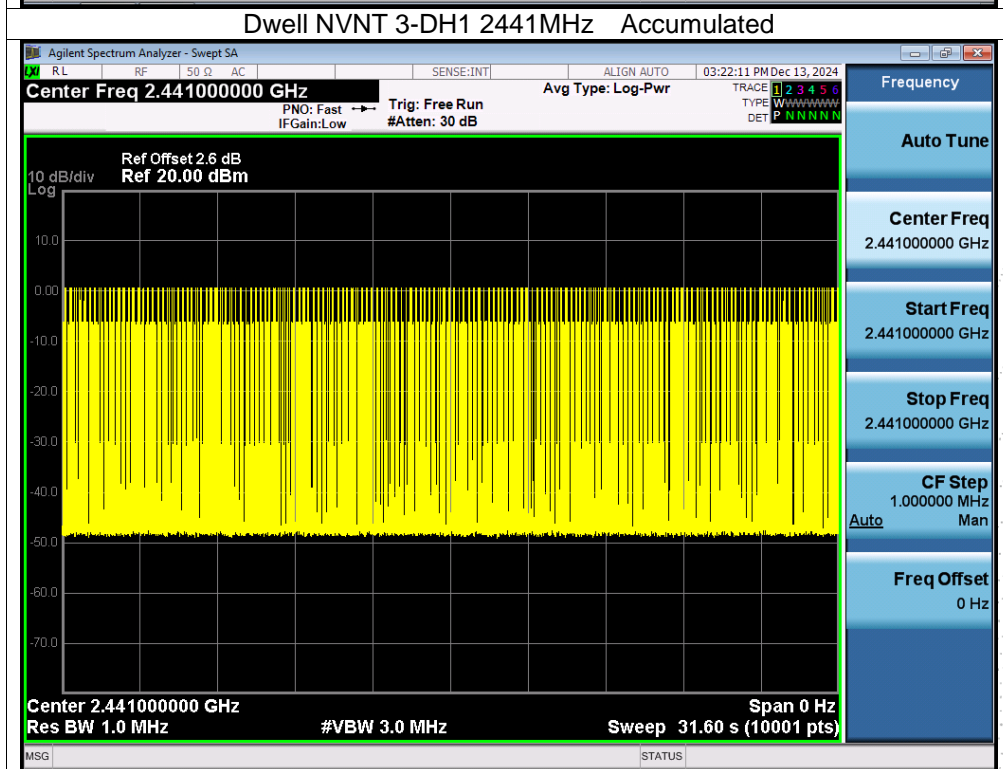 Dwell NVNT 3-DH1 2441MHz Accumulated
Agilent Spectrum Analyzer - Swept SA
LXI RL RF 50 Ω AC SENSE:INT ALIGN AUTO 03:22:11 PM Dec 13, 2024
Center Freq 2.441000000 GHz
PNO: Fast
IFGain:Low
Trig: Free Run
#Atten: 30 dB
Avg Type: Log-Pwr
TRACE 1 2 3 4 5 6
TYPE WWWWWWW
DET P N N N N N
Ref Offset 2.6 dB
10 dB/div Ref 20.00 dBm
Log
10.0
0.00
-10.0
-20.0
-30.0
-40.0
-50.0
-60.0
-70.0
Center 2.441000000 GHz Span 0 Hz
Res BW 1.0 MHz #VBW 3.0 MHz Sweep 31.60 s (10001 pts)
MSG STATUS
Frequency
Auto Tune
Center Freq
2.441000000 GHz
Start Freq
2.441000000 GHz
Stop Freq
2.441000000 GHz
CF Step
1.000000 MHz
Auto Man
Freq Offset
0 Hz